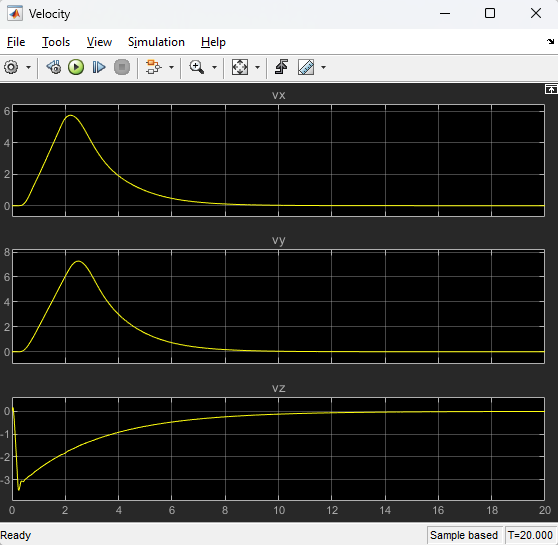 Velocity
File Tools View Simulation Help
vx
6
4
2
0
vy
8
6
4
2
0
vz
0
-1
-2
-3
0 2 4 6 8 10 12 14 16 18 20
Ready Sample based T=20.000